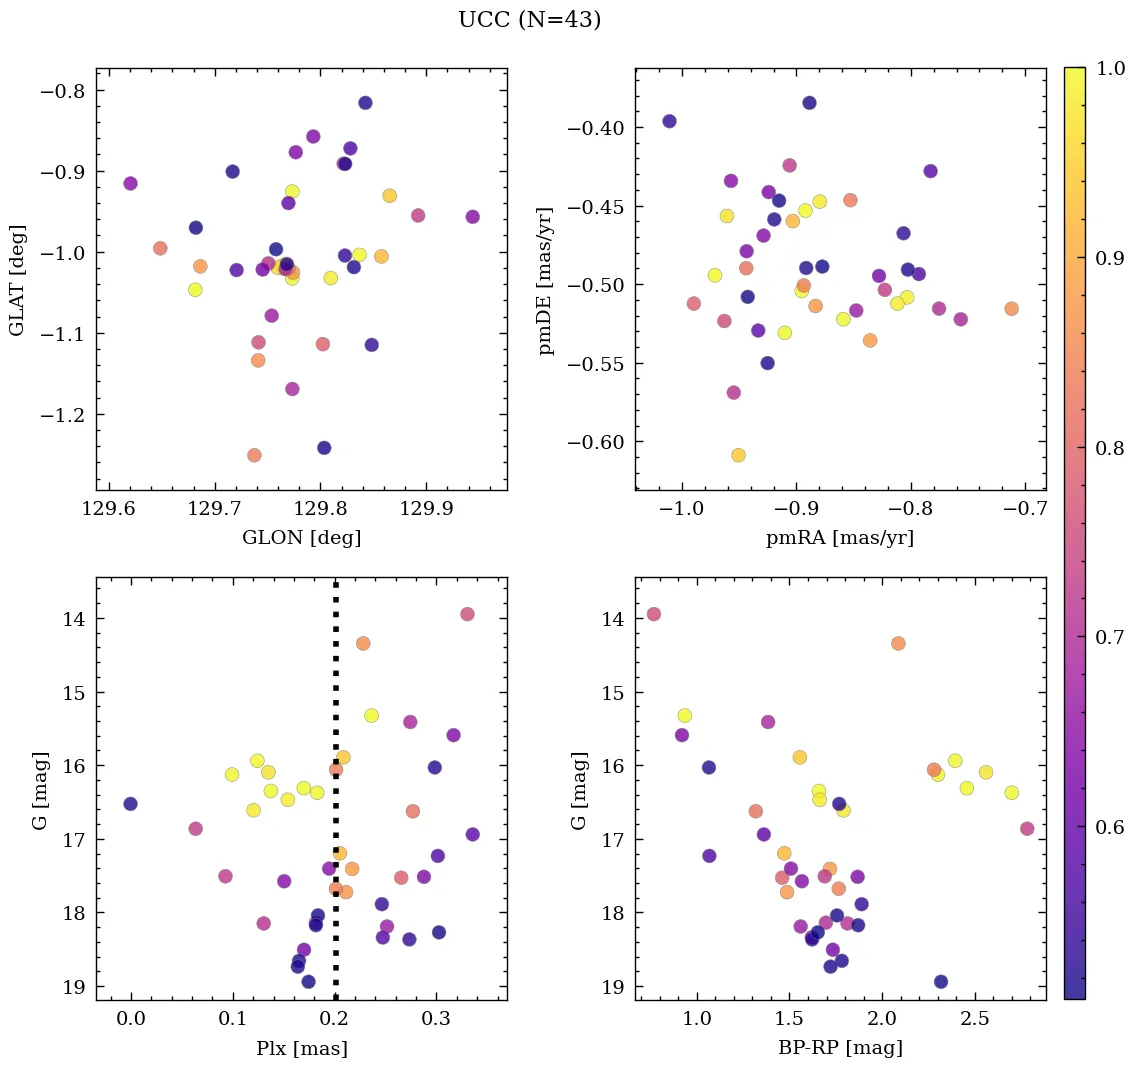 UCC (N=43)
−0.8
−0.9
−1.0
−1.1
−1.2
GLAT [deg]
129.6 129.7 129.8 129.9
GLON [deg]
−0.40
−0.45
−0.50
−0.55
−0.60
pmDE [mas/yr]
−1.0 −0.9 −0.8 −0.7
pmRA [mas/yr]
14
15
16
17
18
19
G [mag]
0.0 0.1 0.2 0.3
Plx [mas]
14
15
16
17
18
19
G [mag]
1.0 1.5 2.0 2.5
BP-RP [mag]
1.0
0.9
0.8
0.7
0.6